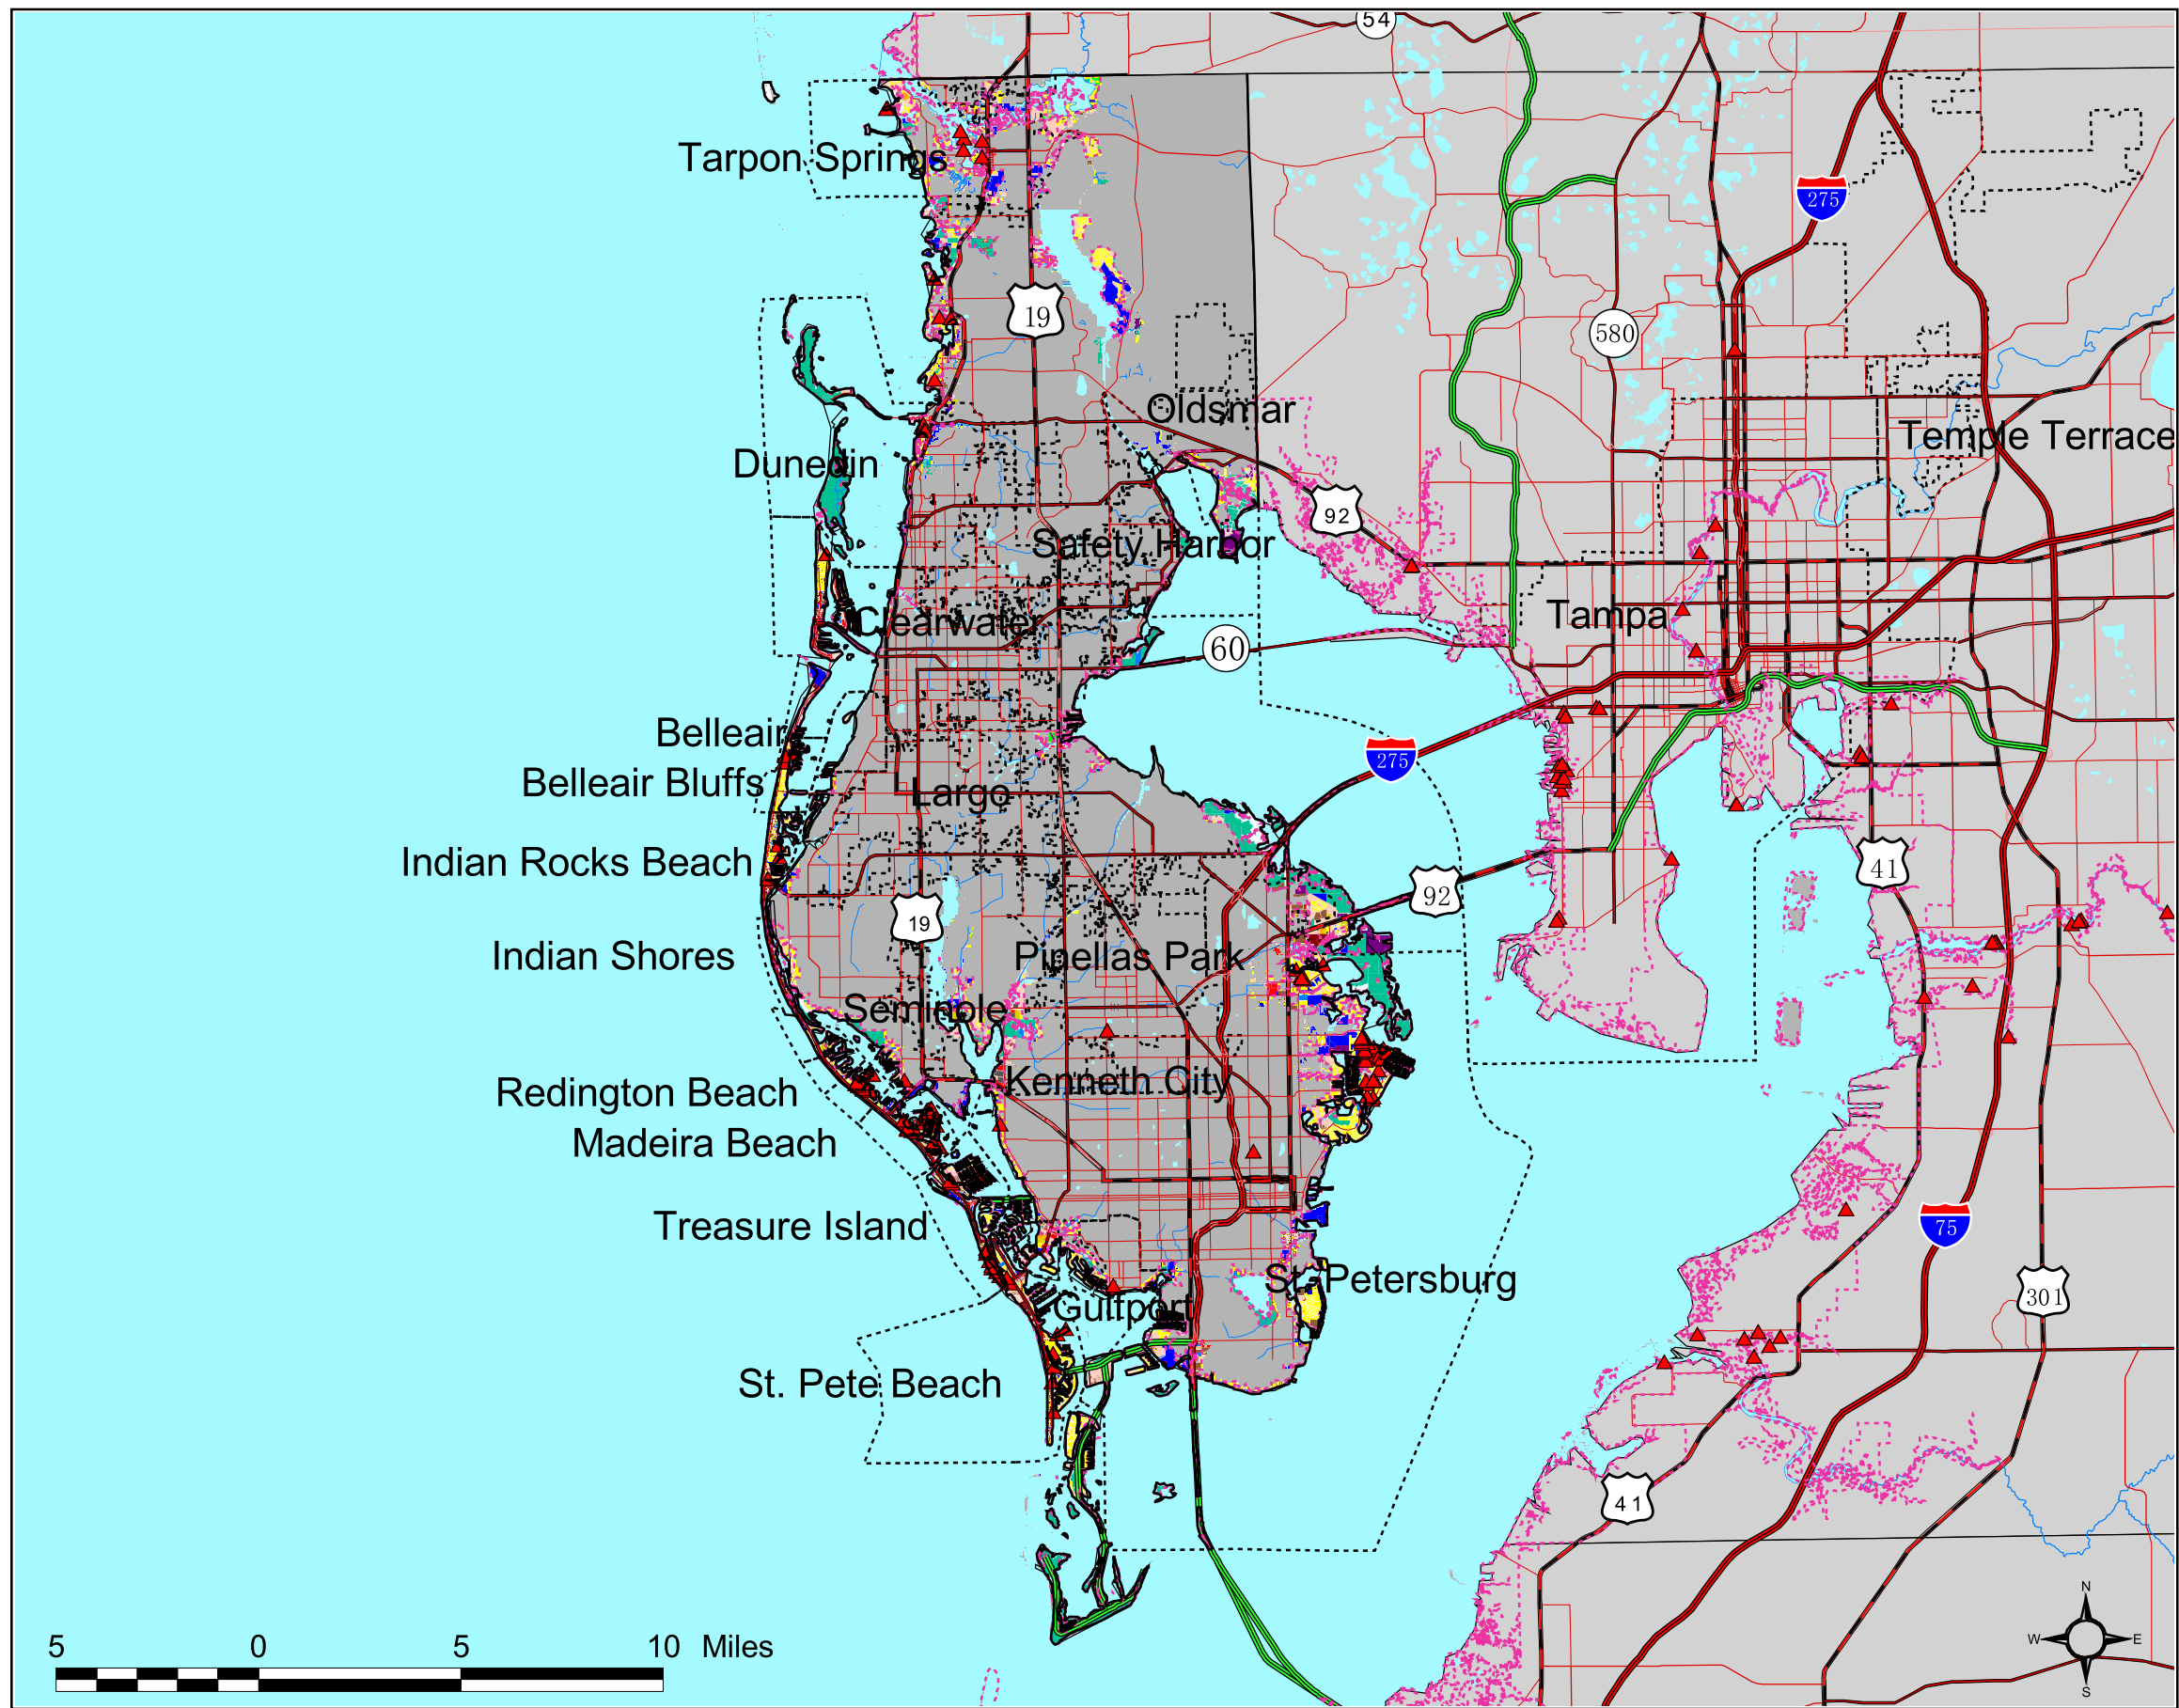 54
Tarpon Springs
275
19
580
Oldsmar
Temple Terrace
Dunedin
92
Safety Harbor
Clearwater
Tampa
60
Belleair
275
Belleair Bluffs
Largo
Indian Rocks Beach
41
92
19
Indian Shores
Pinellas Park
Seminole
Kenneth City
Redington Beach
Madeira Beach
Treasure Island
75
St. Petersburg
301
Gulfport
St. Pete Beach
41
N
W E
S
5 0 5 10 Miles